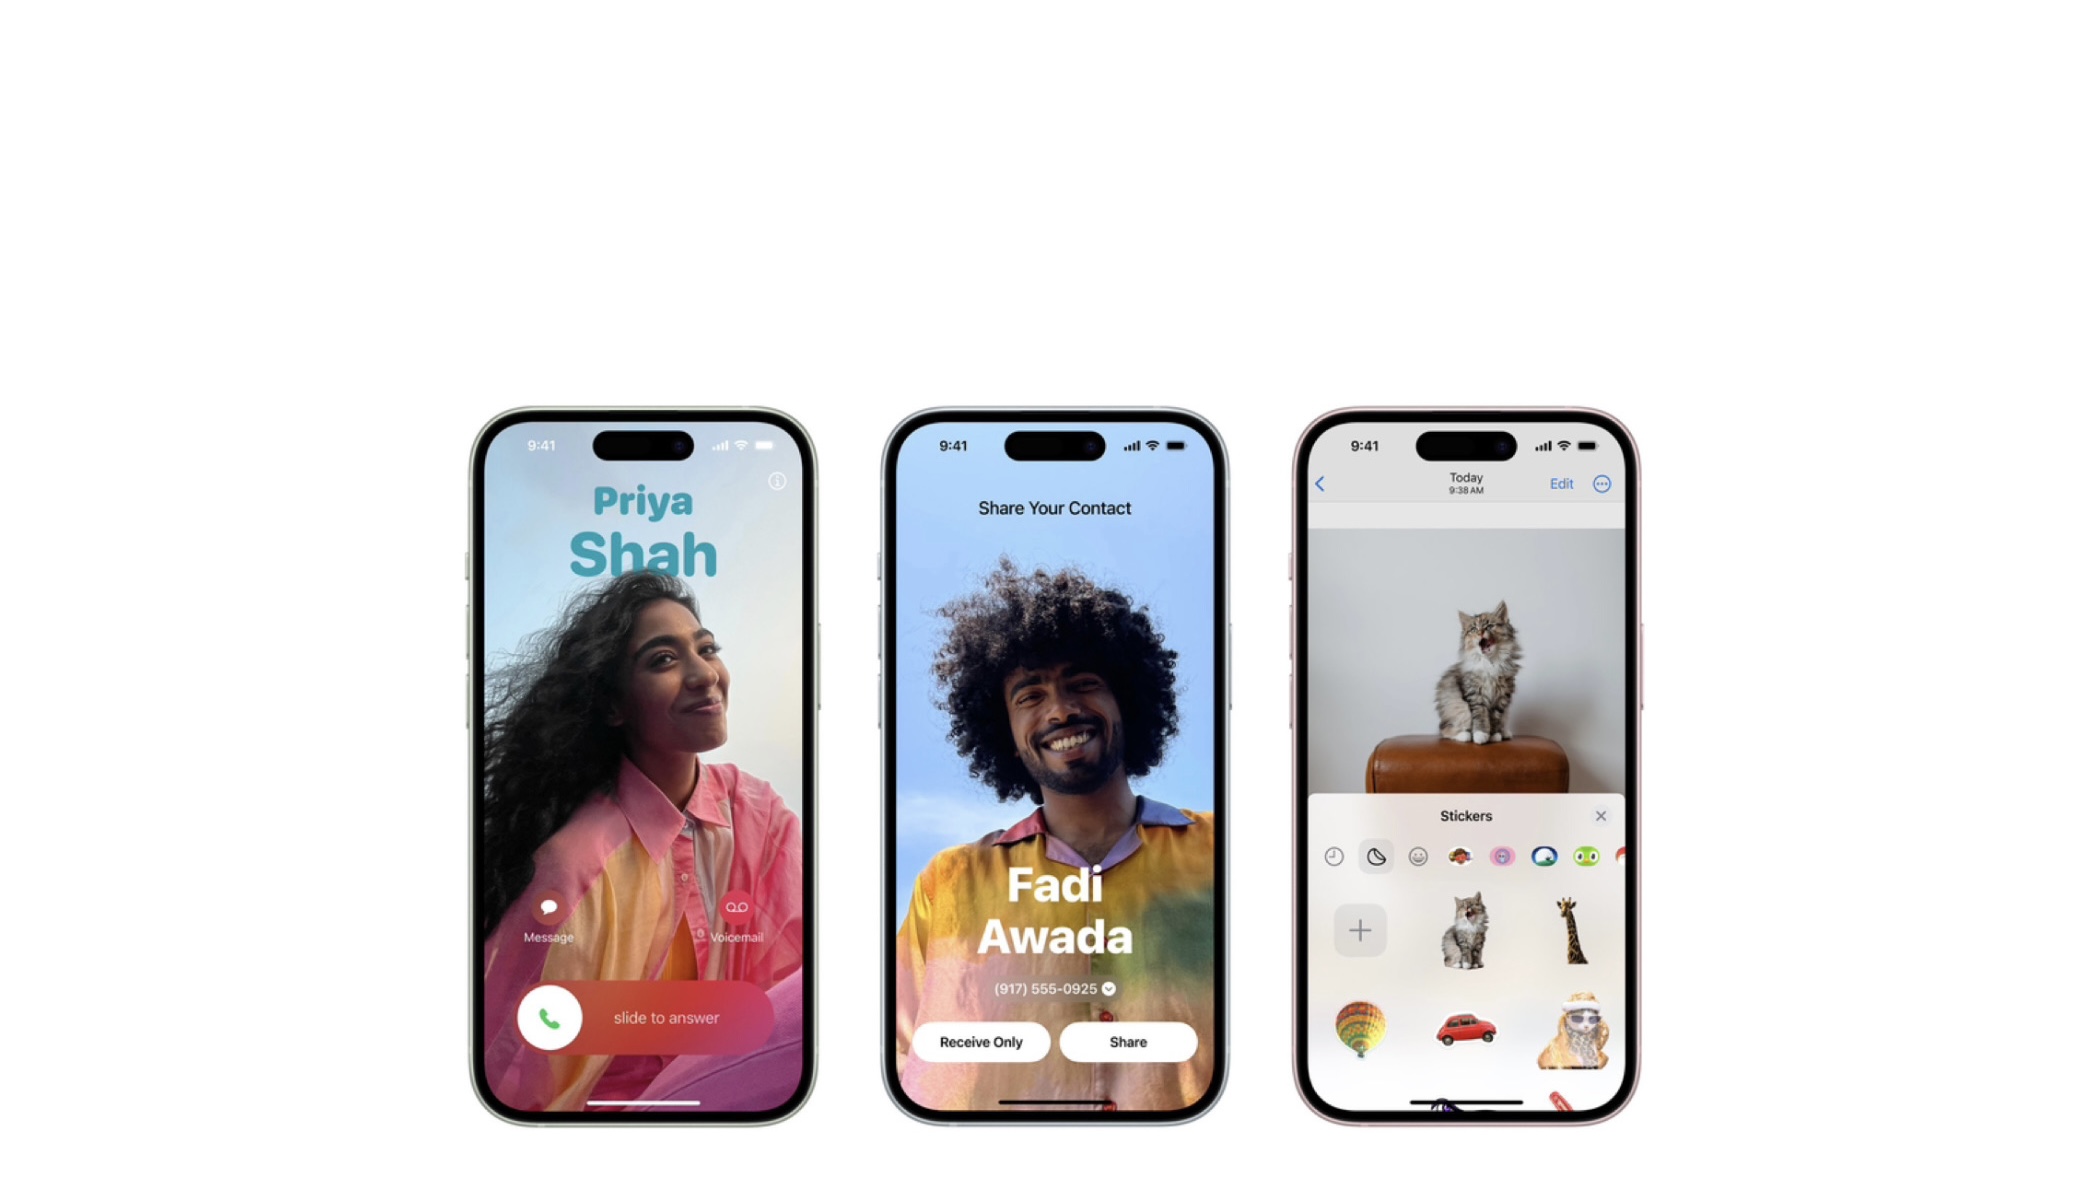 9:41
Priya
Shah
Message
Voicemail
slide to answer
9:41
Share Your Contact
Fadi
Awada
(917) 555-0925
Receive Only
Share
9:41
Today
9:38 AM
Edit
Stickers